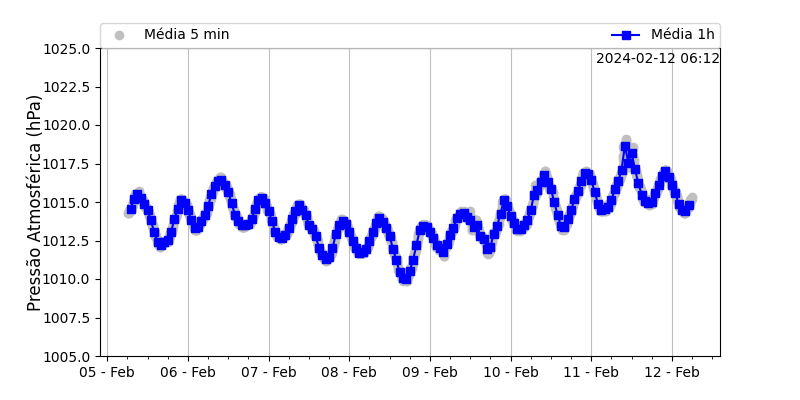 Média 5 min
Média 1h
2024-02-12 06:12
Pressão Atmosférica (hPa)
1025.0
1022.5
1020.0
1017.5
1015.0
1012.5
1010.0
1007.5
1005.0
05 - Feb
06 - Feb
07 - Feb
08 - Feb
09 - Feb
10 - Feb
11 - Feb
12 - Feb